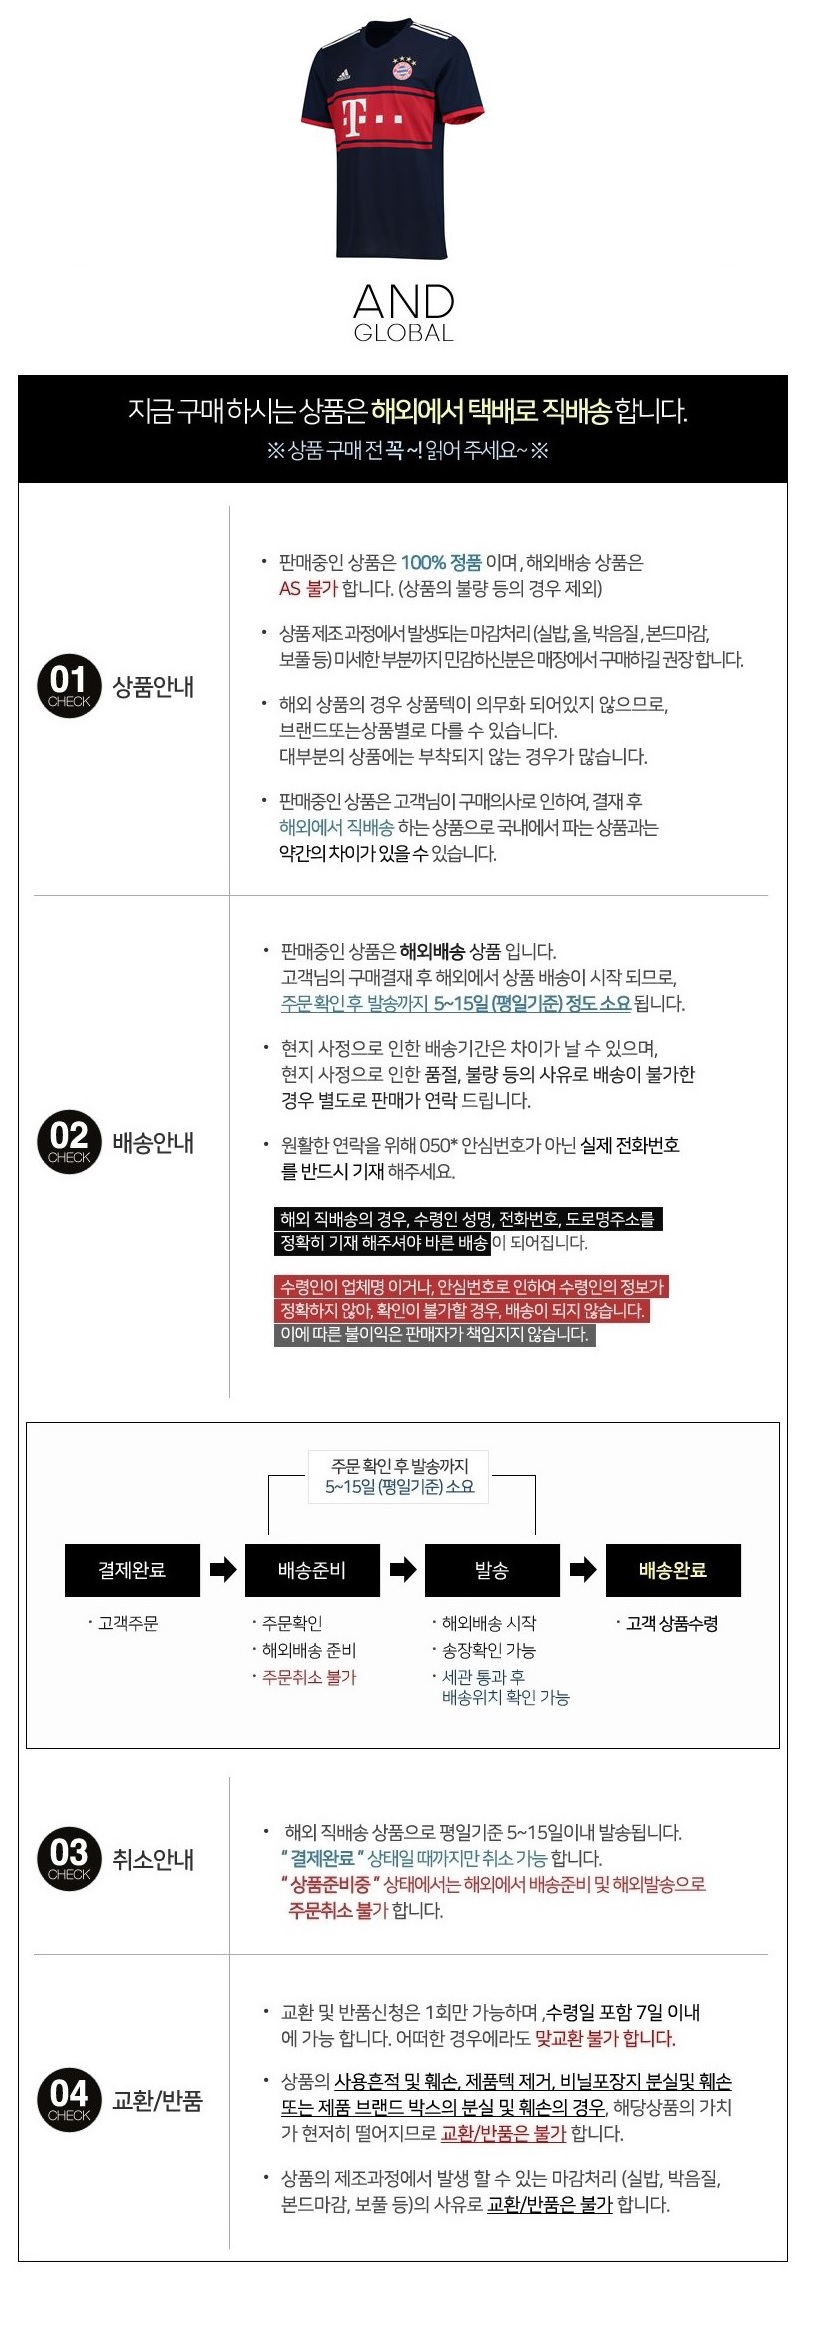 adidas
T
AND
GLOBAL
지금 구매 하시는 상품은 해외에서 택배로 직배송 합니다.
※ 상품 구매 전 꼭 ~! 읽어 주세요~ ※
01
CHECK
상품안내
• 판매중인 상품은 100% 정품 이며 , 해외배송 상품은
AS 불가 합니다. (상품의 불량 등의 경우 제외)
• 상품 제조 과정에서 발생되는 마감처리 (실밥, 올, 박음질 , 본드마감,
보풀 등) 미세한 부분까지 민감하신분은 매장에서 구매하길 권장 합니다.
• 해외 상품의 경우 상품텍이 의무화 되어있지 않으므로,
브랜드또는상품별로 다를 수 있습니다.
대부분의 상품에는 부착되지 않는 경우가 많습니다.
• 판매중인 상품은 고객님이 구매의사로 인하여, 결재 후
해외에서 직배송 하는 상품으로 국내에서 파는 상품과는
약간의 차이가 있을 수 있습니다.
02
CHECK
배송안내
• 판매중인 상품은 해외배송 상품 입니다.
고객님의 구매결재 후 해외에서 상품 배송이 시작 되므로,
주문 확인 후 발송까지 5~15일 (평일기준) 정도 소요 됩니다.
• 현지 사정으로 인한 배송기간은 차이가 날 수 있으며,
현지 사정으로 인한 품절, 불량 등의 사유로 배송이 불가한
경우 별도로 판매가 연락 드립니다.
• 원활한 연락을 위해 050* 안심번호가 아닌 실제 전화번호
를 반드시 기재 해주세요.
해외 직배송의 경우, 수령인 성명, 전화번호, 도로명주소를
정확히 기재 해주셔야 바른 배송이 되어집니다.
수령인이 업체명 이거나, 안심번호로 인하여 수령인의 정보가
정확하지 않아, 확인이 불가할 경우, 배송이 되지 않습니다.
이에 따른 불이익은 판매자가 책임지지 않습니다.
주문 확인 후 발송까지
5~15일 (평일기준) 소요
결제완료
배송준비
발송
배송완료
· 고객주문
· 주문확인
· 해외배송 준비
· 주문취소 불가
· 해외배송 시작
· 송장확인 가능
· 세관 통과 후
배송위치 확인 가능
· 고객 상품수령
03
CHECK
취소안내
• 해외 직배송 상품으로 평일기준 5~15일이내 발송됩니다.
“ 결제완료 ” 상태일 때까지만 취소 가능 합니다.
“ 상품준비중 ” 상태에서는 해외에서 배송준비 및 해외발송으로
주문취소 불가 합니다.
04
CHECK
교환/반품
• 교환 및 반품신청은 1회만 가능하며 ,수령일 포함 7일 이내
에 가능 합니다. 어떠한 경우에라도 맞교환 불가 합니다.
• 상품의 사용흔적 및 훼손, 제품텍 제거, 비닐포장지 분실및 훼손
또는 제품 브랜드 박스의 분실 및 훼손의 경우, 해당상품의 가치
가 현저히 떨어지므로 교환/반품은 불가 합니다.
• 상품의 제조과정에서 발생 할 수 있는 마감처리 (실밥, 박음질,
본드마감, 보풀 등)의 사유로 교환/반품은 불가 합니다.